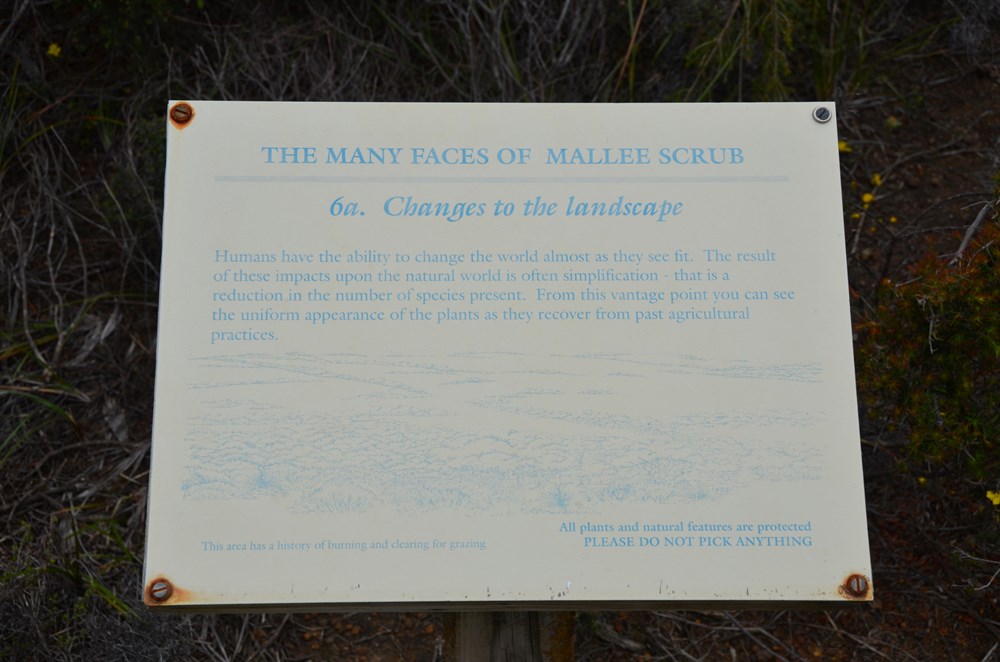 THE MANY FACES OF MALLEE SCRUB
6a. Changes to the landscape
Humans have the ability to change the world almost as they see fit. The result
of these impacts upon the natural world is often simplification - that is a
reduction in the number of species present. From this vantage point you can see
the uniform appearance of the plants as they recover from past agricultural
practices.
This area has a history of burning and clearing for grazing
All plants and natural features are protected
PLEASE DO NOT PICK ANYTHING